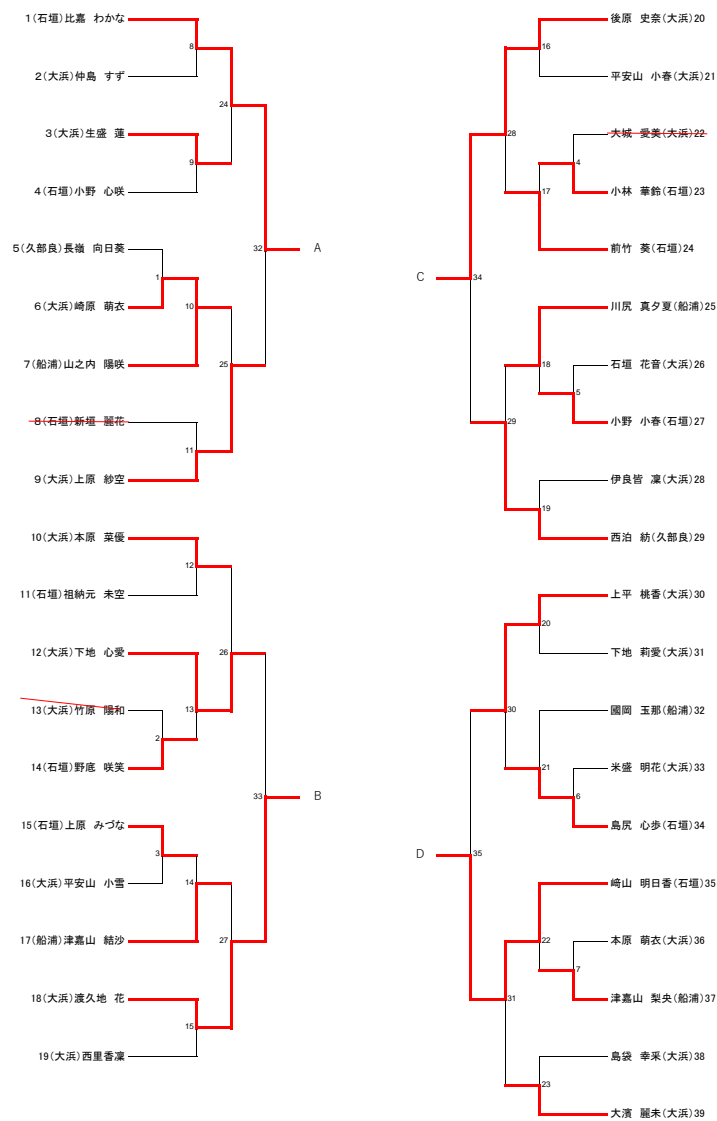 1(石垣)比嘉 わかな
8
2(大浜)仲島 すず
24
3(大浜)生盛 蓮
9
4(石垣)小野 心咲
32
A
5(久部良)長嶺 向日葵
1
6(大浜)崎原 萌衣
10
7(船浦)山之内 陽咲
25
8(石垣)新垣 麗花
11
9(大浜)上原 紗空
10(大浜)本原 菜優
12
11(石垣)祖納元 未空
26
12(大浜)下地 心愛
13(大浜)竹原 陽和
13
2
14(石垣)野底 咲笑
33
B
15(石垣)上原 みづな
3
16(大浜)平安山 小雪
14
17(船浦)津嘉山 結沙
27
18(大浜)渡久地 花
15
19(大浜)西里香凜
後原 史奈(大浜)20
16
平安山 小春(大浜)21
28
大城 愛美(大浜)22
4
小林 華鈴(石垣)23
17
前竹 葵(石垣)24
C
34
川尻 真夕夏(船浦)25
18
石垣 花音(大浜)26
5
小野 小春(石垣)27
29
伊良皆 凜(大浜)28
19
西泊 紡(久部良)29
上平 桃香(大浜)30
20
下地 莉愛(大浜)31
30
國岡 玉那(船浦)32
21
米盛 明花(大浜)33
6
島尻 心歩(石垣)34
D
35
﨑山 明日香(石垣)35
22
本原 萌衣(大浜)36
7
津嘉山 梨央(船浦)37
31
島袋 幸采(大浜)38
23
大濱 麗未(大浜)39